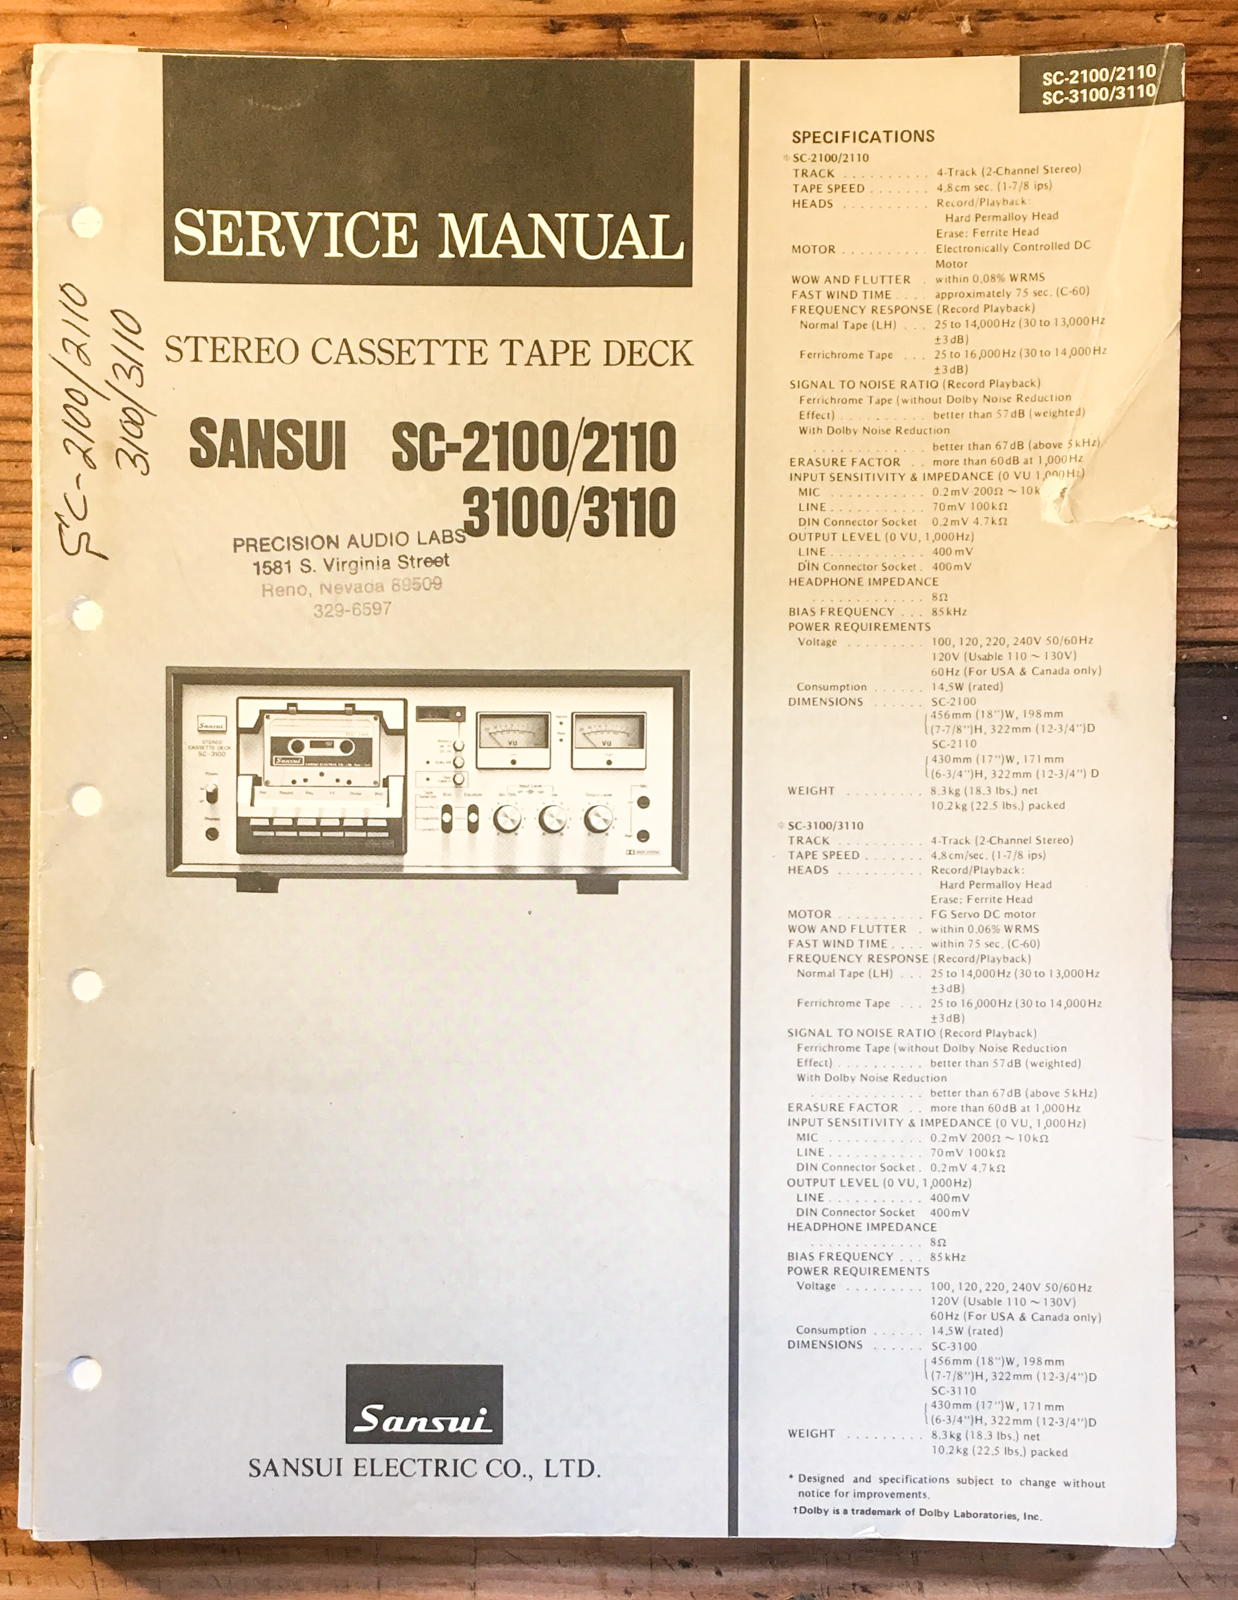 SERVICE MANUAL
STEREO CASSETTE TAPE DECK
SANSUI SC-2100/2110
3100/3110
PRECISION AUDIO LABS
1581 S. Virginia Street
Reno, Nevada 89509
329-6597
SC-2100/2110
3100/3110
Sansui
STEREO
CASSETTE DECK
SC-3100
Sansui
VU
VU
Sansui
SANSUI ELECTRIC CO., LTD.
SC-2100/2110
SC-3100/3110
SPECIFICATIONS
SC-2100/2110
TRACK . . . . . . . . . . 4-Track (2-Channel Stereo)
TAPE SPEED . . . . . . . 4.8cm sec. (1-7/8 ips)
HEADS . . . . . . . . . . Record/Playback:
Hard Permalloy Head
Erase: Ferrite Head
MOTOR . . . . . . . . . . Electronically Controlled DC
Motor
WOW AND FLUTTER . within 0.08% WRMS
FAST WIND TIME . . . . approximately 75 sec. (C-60)
FREQUENCY RESPONSE (Record Playback)
Normal Tape (LH) . . . 25 to 14,000Hz (30 to 13,000Hz
±3dB)
Ferrichrome Tape . . . 25 to 16,000Hz (30 to 14,000Hz
±3dB)
SIGNAL TO NOISE RATIO (Record Playback)
Ferrichrome Tape (without Dolby Noise Reduction
Effect) . . . . . . . . . . better than 57dB (weighted)
With Dolby Noise Reduction
. . . . . . . . . . . . . better than 67dB (above 5kHz)
ERASURE FACTOR . . more than 60dB at 1,000Hz
INPUT SENSITIVITY & IMPEDANCE (0 VU 1,000Hz)
MIC . . . . . . . . . . . 0.2mV 200Ω ~ 10k
LINE . . . . . . . . . . . 70mV 100kΩ
DIN Connector Socket 0.2mV 4.7kΩ
OUTPUT LEVEL (0 VU, 1,000Hz)
LINE . . . . . . . . . . . 400mV
DIN Connector Socket . 400mV
HEADPHONE IMPEDANCE
. . . . . . . . . . . . . 8Ω
BIAS FREQUENCY . . . 85kHz
POWER REQUIREMENTS
Voltage . . . . . . . . . 100, 120, 220, 240V 50/60Hz
120V (Usable 110 ~ 130V)
60Hz (For USA & Canada only)
Consumption . . . . . . 14.5W (rated)
DIMENSIONS . . . . . . SC-2100
456mm (18")W, 198mm
(7-7/8")H, 322mm (12-3/4")D
SC-2110
430mm (17")W, 171mm
(6-3/4")H, 322mm (12-3/4") D
WEIGHT . . . . . . . . . 8.3kg (18.3 lbs.) net
10.2kg (22.5 lbs.) packed
SC-3100/3110
TRACK . . . . . . . . . . 4-Track (2-Channel Stereo)
TAPE SPEED . . . . . . . 4.8cm/sec. (1-7/8 ips)
HEADS . . . . . . . . . . Record/Playback:
Hard Permalloy Head
Erase: Ferrite Head
MOTOR . . . . . . . . . . FG Servo DC motor
WOW AND FLUTTER . within 0.06% WRMS
FAST WIND TIME . . . . within 75 sec. (C-60)
FREQUENCY RESPONSE (Record/Playback)
Normal Tape (LH) . . . 25 to 14,000Hz (30 to 13,000Hz
±3dB)
Ferrichrome Tape . . . 25 to 16,000Hz (30 to 14,000Hz
±3dB)
SIGNAL TO NOISE RATIO (Record Playback)
Ferrichrome Tape (without Dolby Noise Reduction
Effect) . . . . . . . . . . better than 57dB (weighted)
With Dolby Noise Reduction
. . . . . . . . . . . . . better than 67dB (above 5kHz)
ERASURE FACTOR . . more than 60dB at 1,000Hz
INPUT SENSITIVITY & IMPEDANCE (0 VU, 1,000Hz)
MIC . . . . . . . . . . . 0.2mV 200Ω ~ 10kΩ
LINE . . . . . . . . . . . 70mV 100kΩ
DIN Connector Socket . 0.2mV 4.7kΩ
OUTPUT LEVEL (0 VU, 1,000Hz)
LINE . . . . . . . . . . . 400mV
DIN Connector Socket 400mV
HEADPHONE IMPEDANCE
. . . . . . . . . . . . . 8Ω
BIAS FREQUENCY . . . 85kHz
POWER REQUIREMENTS
Voltage . . . . . . . . . 100, 120, 220, 240V 50/60Hz
120V (Usable 110 ~ 130V)
60Hz (For USA & Canada only)
Consumption . . . . . . 14.5W (rated)
DIMENSIONS . . . . . . SC-3100
456mm (18")W, 198mm
(7-7/8")H, 322mm (12-3/4")D
SC-3110
430mm (17")W, 171mm
(6-3/4")H, 322mm (12-3/4")D
WEIGHT . . . . . . . . . 8.3kg (18.3 lbs.) net
10.2kg (22.5 lbs.) packed
* Designed and specifications subject to change without
notice for improvements.
†Dolby is a trademark of Dolby Laboratories, Inc.